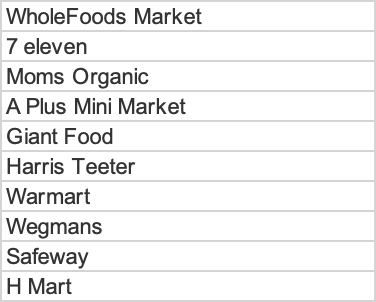 WholeFoods Market
7 eleven
Moms Organic
A Plus Mini Market
Giant Food
Harris Teeter
Warmart
Wegmans
Safeway
H Mart